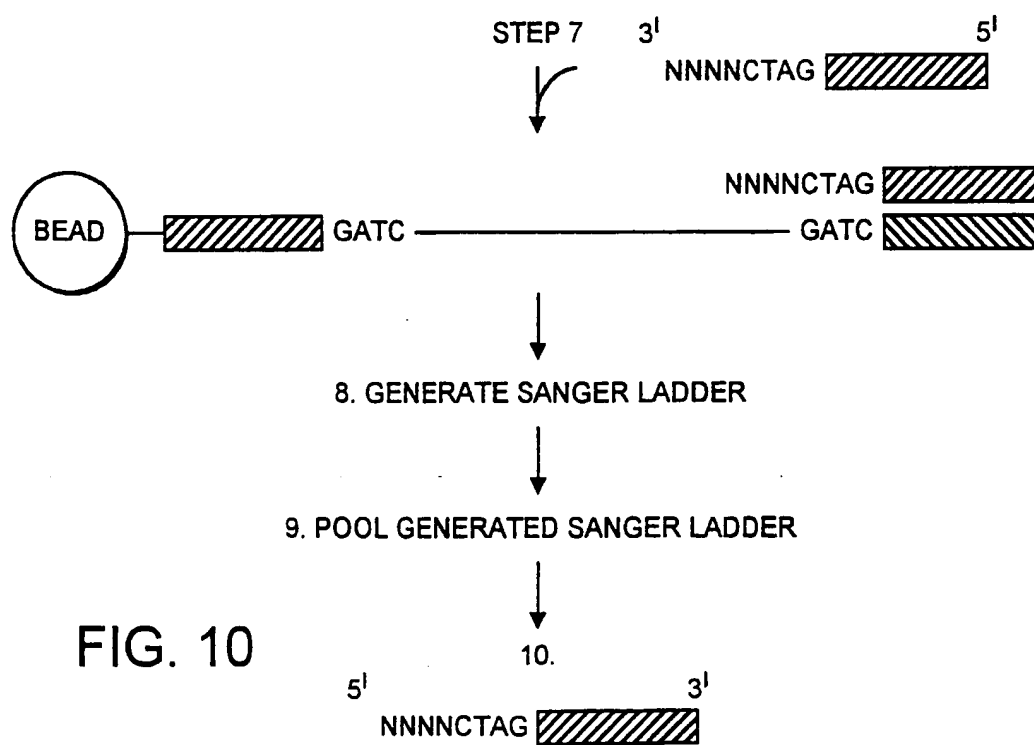 STEP 7 3' 5'
NNNNCTAG
NNNNCTAG
BEAD GATC GATC
8. GENERATE SANGER LADDER
9. POOL GENERATED SANGER LADDER
FIG. 10
10.
5' 3'
NNNNCTAG